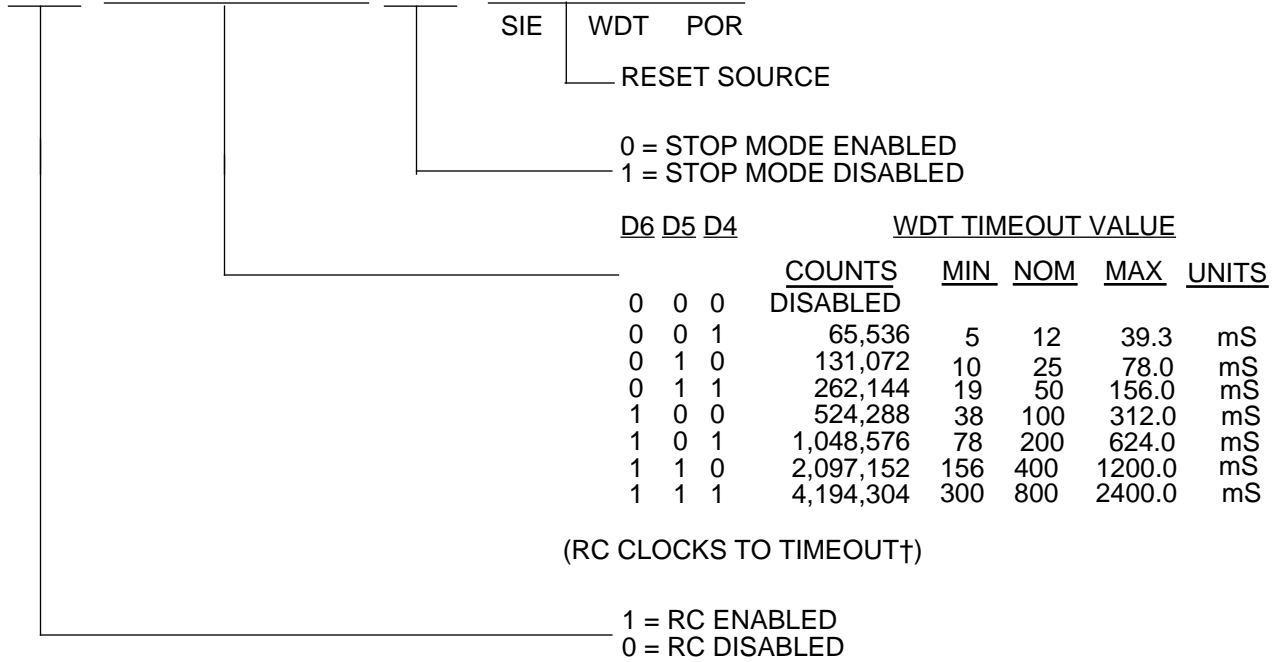 SIE WDT POR
RESET SOURCE
0 = STOP MODE ENABLED
1 = STOP MODE DISABLED
D6 D5 D4 WDT TIMEOUT VALUE
COUNTS MIN NOM MAX UNITS
0 0 0 DISABLED
0 0 1 65,536 5 12 39.3 mS
0 1 0 131,072 10 25 78.0 mS
0 1 1 262,144 19 50 156.0 mS
1 0 0 524,288 38 100 312.0 mS
1 0 1 1,048,576 78 200 624.0 mS
1 1 0 2,097,152 156 400 1200.0 mS
1 1 1 4,194,304 300 800 2400.0 mS
(RC CLOCKS TO TIMEOUT†)
1 = RC ENABLED
0 = RC DISABLED